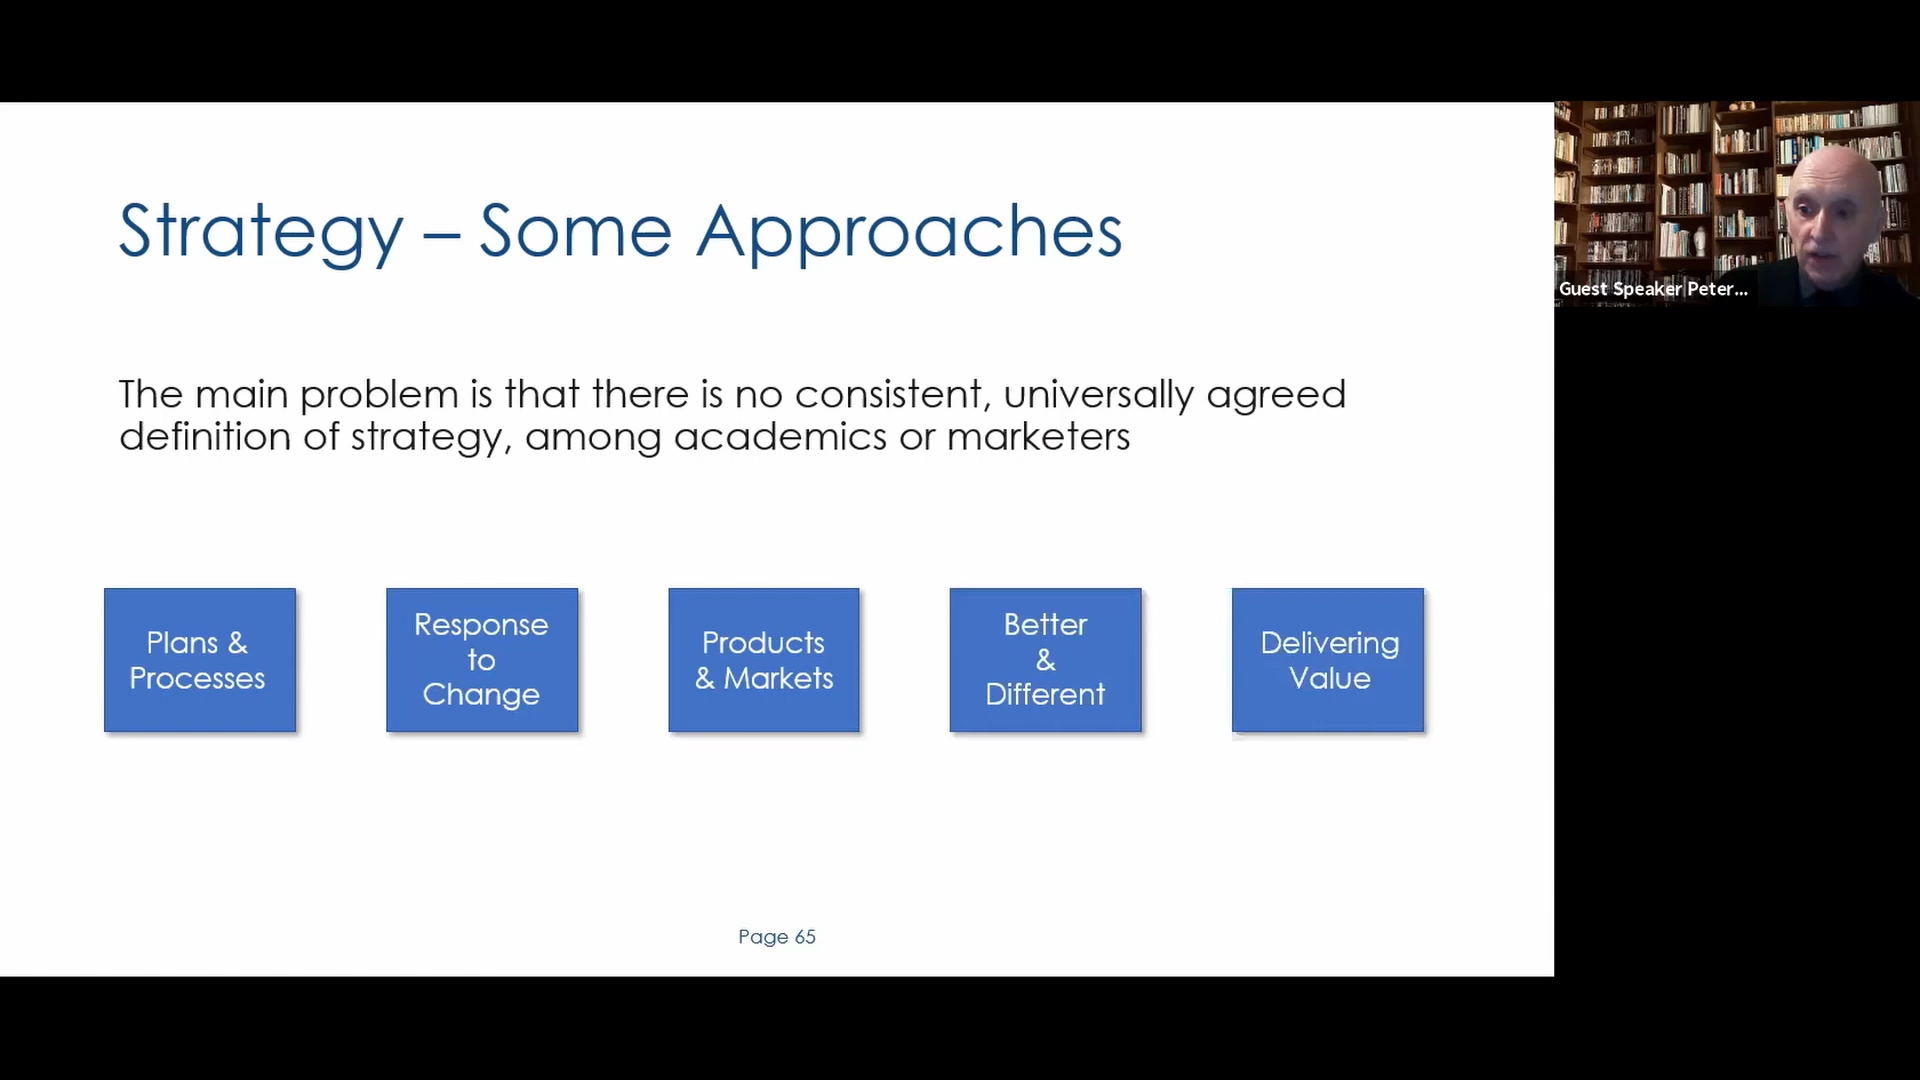 Strategy – Some Approaches
The main problem is that there is no consistent, universally agreed
definition of strategy, among academics or marketers
Plans &
Processes
Response
to
Change
Products
& Markets
Better
&
Different
Delivering
Value
Page 65
Guest Speaker Peter...